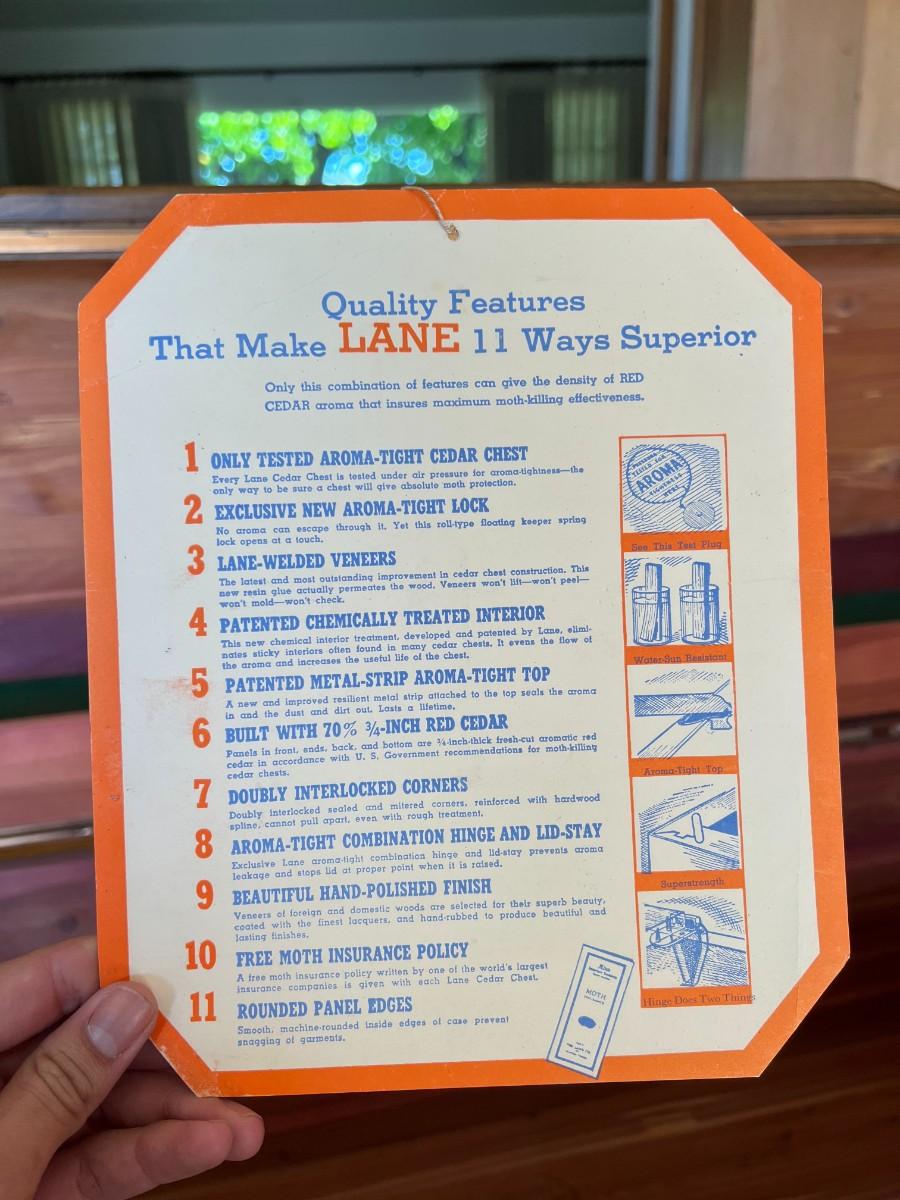 Quality Features
That Make LANE 11 Ways Superior
Only this combination of features can give the density of RED
CEDAR aroma that insures maximum moth-killing effectiveness.
1 ONLY TESTED AROMA-TIGHT CEDAR CHEST
Every Lane Cedar Chest is tested under air pressure for aroma-tightness—the
only way to be sure a chest will give absolute moth protection.
2 EXCLUSIVE NEW AROMA-TIGHT LOCK
No aroma can escape through it. Yet this roll-type floating keeper spring
lock opens at a touch.
3 LANE-WELDED VENEERS
The latest and most outstanding improvement in cedar chest construction. This
new resin glue actually permeates the wood. Veneers won't lift—won't peel—
won't mold—won't check.
4 PATENTED CHEMICALLY TREATED INTERIOR
This new chemical interior treatment, developed and patented by Lane, elimi-
nates sticky interiors often found in many cedar chests. It evens the flow of
the aroma and increases the useful life of the chest.
5 PATENTED METAL-STRIP AROMA-TIGHT TOP
A new and improved resilient metal strip attached to the top seals the aroma
in and the dust and dirt out. Lasts a lifetime.
6 BUILT WITH 70% ¾-INCH RED CEDAR
Panels in front, ends, back, and bottom are ¾-inch-thick fresh-cut aromatic red
cedar in accordance with U. S. Government recommendations for moth-killing
cedar chests.
7 DOUBLY INTERLOCKED CORNERS
Doubly interlocked sealed and mitered corners, reinforced with hardwood
spline, cannot pull apart, even with rough treatment.
8 AROMA-TIGHT COMBINATION HINGE AND LID-STAY
Exclusive Lane aroma-tight combination hinge and lid-stay prevents aroma
leakage and stops lid at proper point when it is raised.
9 BEAUTIFUL HAND-POLISHED FINISH
Veneers of foreign and domestic woods are selected for their superb beauty,
coated with the finest lacquers, and hand-rubbed to produce beautiful and
lasting finishes.
10 FREE MOTH INSURANCE POLICY
A free moth insurance policy written by one of the world's largest
insurance companies is given with each Lane Cedar Chest.
11 ROUNDED PANEL EDGES
Smooth, machine-rounded inside edges of case prevent
snagging of garments.
AROMA
See This Test Plug
Water-Sun Resistant
Aroma-Tight Top
Superstrength
Hinge Does Two Things
MOTH